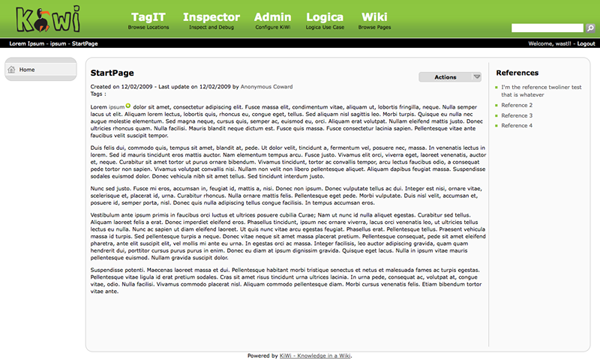 KiWi
TagIT Inspector Admin Logica Wiki
Browse Locations Inspect and Debug Configure KiWi Logica Use Case Browse Pages
Lorem Ipsum - ipsum - StartPage
Welcome, wastl! - Logout
Home
StartPage
Actions
Created on 12/02/2009 - Last update on 12/02/2009 by Anonymous Coward
Tags :
Lorem ipsum dolor sit amet, consectetur adipiscing elit. Fusce massa elit, condimentum vitae, aliquam ut, lobortis fringilla, neque. Nulla semper
lacus ut elit. Aliquam lorem lectus, lobortis quis, rhoncus eu, congue eget, tellus. Sed aliquam nisl sagittis leo. Morbi turpis. Quisque eu nulla nec
augue molestie elementum. Sed magna neque, cursus quis, semper ac, euismod eu, orci. Aliquam erat volutpat. Nullam eleifend mattis justo. Donec
ultricies rhoncus quam. Nulla facilisi. Mauris blandit neque dictum est. Fusce quis massa. Fusce consectetur lacinia sapien. Pellentesque vitae ante
faucibus velit suscipit tempor.
Duis felis dui, commodo quis, tempus sit amet, blandit at, pede. Ut dolor velit, tincidunt a, fermentum vel, posuere nec, massa. In venenatis lectus in
lorem. Sed id mauris tincidunt eros mattis auctor. Nam elementum tempus arcu. Fusce justo. Vivamus elit orci, viverra eget, laoreet venenatis, auctor
et, neque. Curabitur sit amet tortor ut purus ornare bibendum. Vivamus tincidunt, tortor ac convallis tempor, arcu lectus faucibus odio, a consequat
pede tortor non sapien. Vivamus volutpat convallis nisi. Nullam non velit non libero pellentesque aliquet. Aliquam dapibus feugiat massa. Suspendisse
sodales euismod dolor. Donec vehicula nibh sit amet tellus. Sed tincidunt interdum justo.
Nunc sed justo. Fusce mi eros, accumsan in, feugiat id, mattis a, nisi. Donec non ipsum. Donec vulputate tellus ac dui. Integer est nisi, ornare vitae,
scelerisque et, placerat id, urna. Curabitur rhoncus. Nulla ornare mattis felis. Pellentesque eget pede. Morbi vulputate. Duis nisl velit, accumsan et,
posuere id, semper porta, nisl. Donec quis nulla adipiscing tellus congue facilisis. In tempus accumsan eros.
Vestibulum ante ipsum primis in faucibus orci luctus et ultrices posuere cubilia Curae; Nam ut nunc id nulla aliquet egestas. Curabitur sed tellus.
Aliquam laoreet felis a erat. Donec imperdiet eleifend eros. Phasellus tincidunt, ipsum nec ornare viverra, lacus orci venenatis leo, ut ultricies tellus
lectus eu nulla. Nunc ac sapien ut diam eleifend laoreet. Ut quis nunc vitae arcu egestas feugiat. Phasellus erat. Pellentesque tellus. Praesent vehicula
massa id turpis. Sed pellentesque turpis a neque. Donec vitae neque sit amet massa placerat pretium. Pellentesque consequat, pede sit amet eleifend
pharetra, ante elit suscipit elit, vel mollis mi ante eu urna. In egestas orci ac massa. Integer facilisis, leo auctor adipiscing gravida, quam quam
hendrerit dui, porttitor cursus purus purus in enim. Donec eu diam at ipsum dignissim gravida. Quisque eget lacus. Nulla in ipsum vitae mauris
pellentesque euismod. Nullam gravida suscipit dolor.
Suspendisse potenti. Maecenas laoreet massa et dui. Pellentesque habitant morbi tristique senectus et netus et malesuada fames ac turpis egestas.
Pellentesque vitae ligula id erat pretium sodales. Cras sit amet risus tincidunt urna ultrices lacinia. In urna pede, consequat ac, volutpat at, congue
vitae, odio. Nulla facilisi. Vivamus commodo placerat nisl. Aliquam commodo pellentesque diam. Morbi cursus venenatis felis. Etiam bibendum tortor
vitae ante.
References
I'm the reference twoliner test
that is whatever
Reference 2
Reference 3
Reference 4
Powered by KiWi - Knowledge in a Wiki.